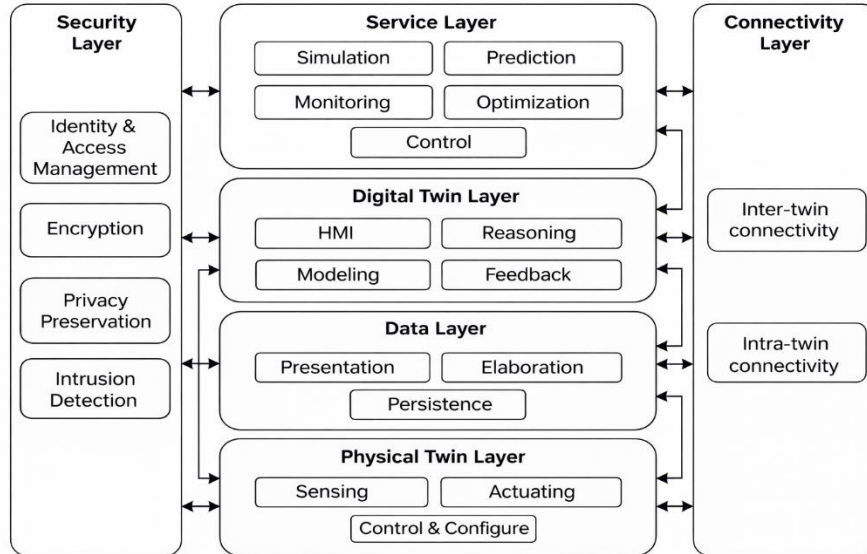 Security
Layer
Identity &
Access
Management
Encryption
Privacy
Preservation
Intrusion
Detection
Service Layer
Simulation
Prediction
Monitoring
Optimization
Control
Digital Twin Layer
HMI
Reasoning
Modeling
Feedback
Data Layer
Presentation
Elaboration
Persistence
Physical Twin Layer
Sensing
Actuating
Control & Configure
Connectivity
Layer
Inter-twin
connectivity
Intra-twin
connectivity